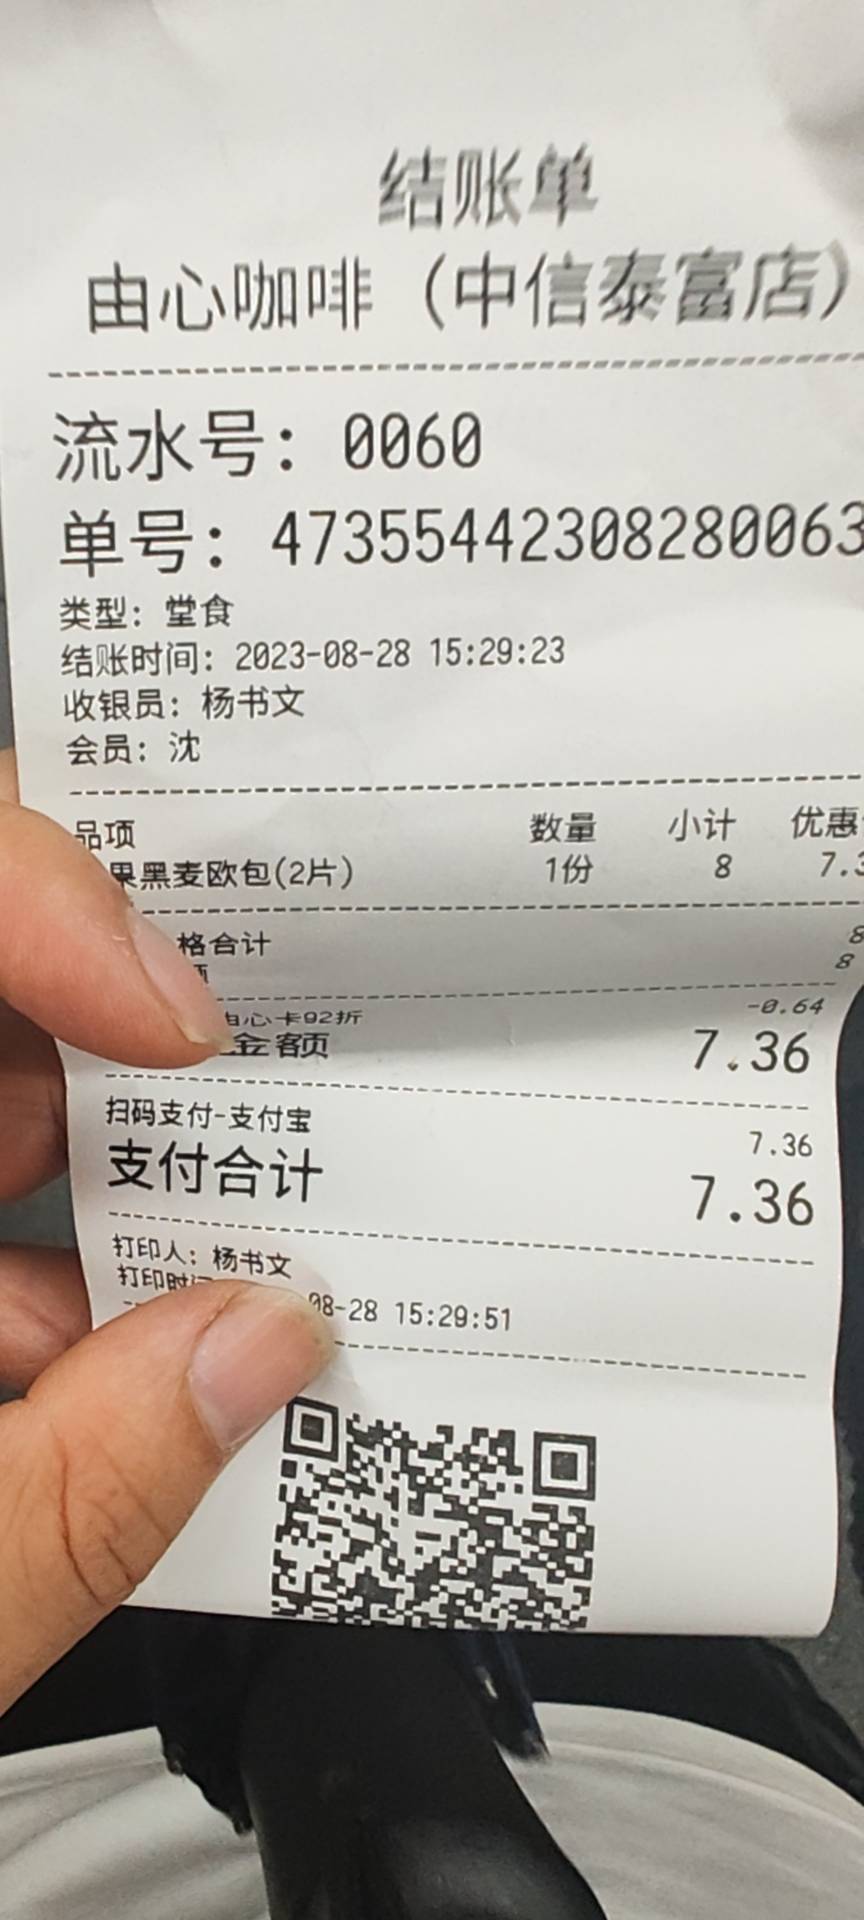 结账单
由心咖啡（中信泰富店）
流水号：0060
单号：47355442308280063
类型：堂食
结账时间：2023-08-28 15:29:23
收银员：杨书文
会员：沈
品项 数量 小计 优惠
果黑麦欧包(2片) 1份 8 7.3
格合计 8
8
由心卡92折 -0.64
金额 7.36
扫码支付-支付宝 7.36
支付合计 7.36
打印人：杨书文
打印时间 08-28 15:29:51